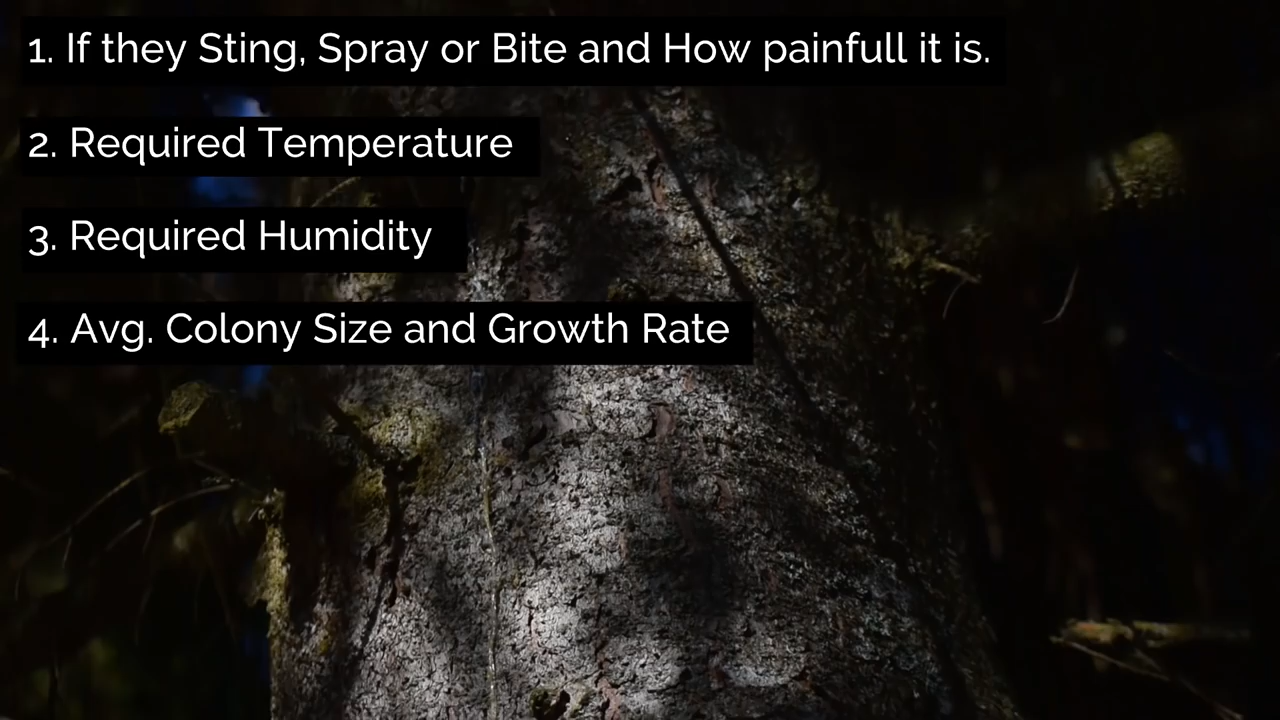 1. If they Sting, Spray or Bite and How painfull it is.
2. Required Temperature
3. Required Humidity
4. Avg. Colony Size and Growth Rate